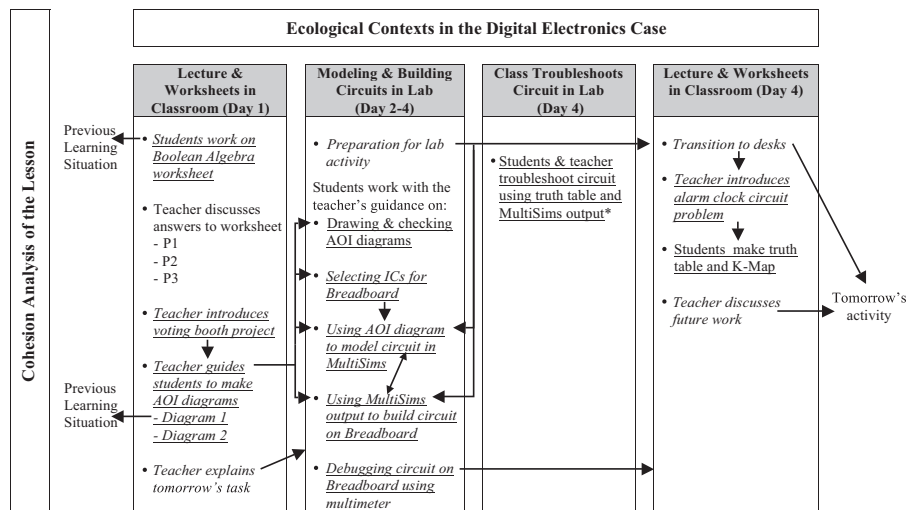 Ecological Contexts in the Digital Electronics Case
Cohesion Analysis of the Lesson
Previous
Learning
Situation
Previous
Learning
Situation
Lecture &
Worksheets in
Classroom (Day 1)
• Students work on
Boolean Algebra
worksheet
• Teacher discusses
answers to worksheet
- P1
- P2
- P3
• Teacher introduces
voting booth project
• Teacher guides
students to make
AOI diagrams
- Diagram 1
- Diagram 2
• Teacher explains
tomorrow's task
Modeling & Building
Circuits in Lab
(Day 2-4)
• Preparation for lab
activity
Students work with the
teacher's guidance on:
• Drawing & checking
AOI diagrams
• Selecting ICs for
Breadboard
• Using AOI diagram
to model circuit in
MultiSims
• Using MultiSims
output to build circuit
on Breadboard
• Debugging circuit on
Breadboard using
multimeter
Class Troubleshoots
Circuit in Lab
(Day 4)
• Students & teacher
troubleshoot circuit
using truth table and
MultiSims output*
Lecture & Worksheets
in Classroom (Day 4)
• Transition to desks
• Teacher introduces
alarm clock circuit
problem
• Students make truth
table and K-Map
• Teacher discusses
future work
Tomorrow's
activity